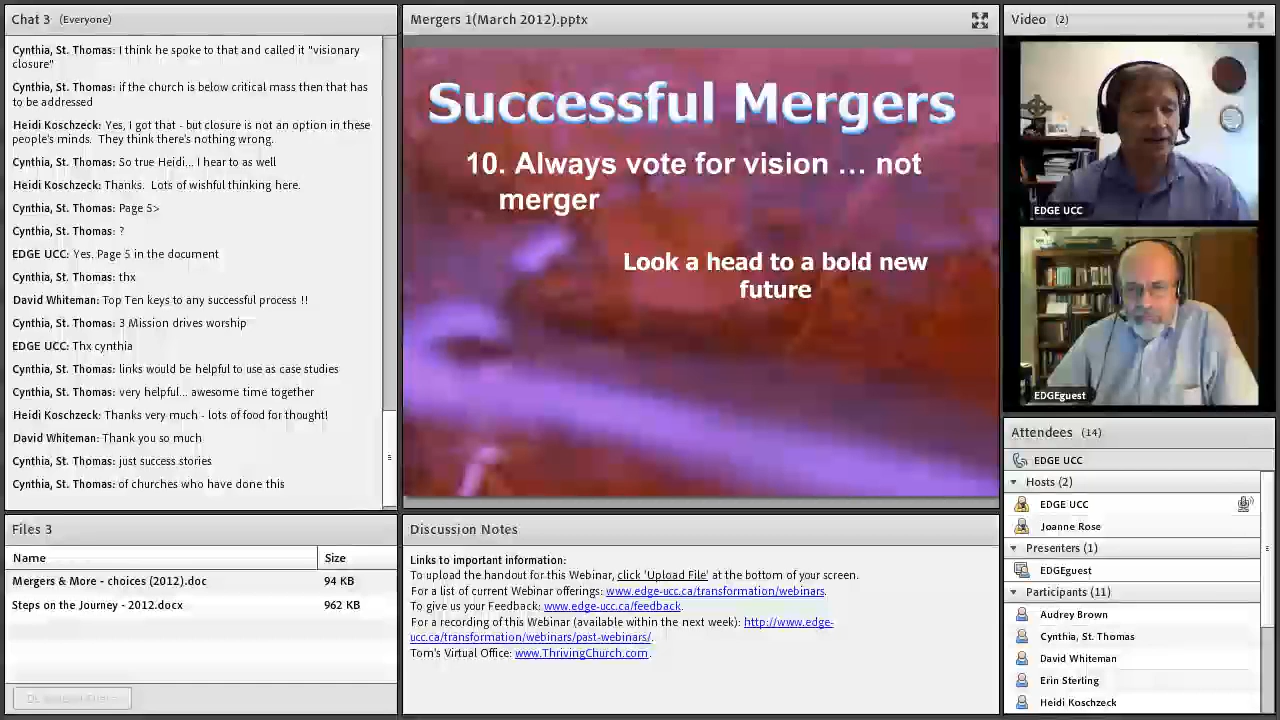 Chat 3 (Everyone)
Cynthia, St. Thomas: I think he spoke to that and called it "visionary
closure"
Cynthia, St. Thomas: if the church is below critical mass then that has
to be addressed
Heidi Koschzeck: Yes, I got that - but closure is not an option in these
people's minds. They think there's nothing wrong.
Cynthia, St. Thomas: So true Heidi... I hear to as well
Heidi Koschzeck: Thanks. Lots of wishful thinking here.
Cynthia, St. Thomas: Page 5>
Cynthia, St. Thomas: ?
EDGE UCC: Yes. Page 5 in the document
Cynthia, St. Thomas: thx
David Whiteman: Top Ten keys to any successful process !!
Cynthia, St. Thomas: 3 Mission drives worship
EDGE UCC: Thx cynthia
Cynthia, St. Thomas: links would be helpful to use as case studies
Cynthia, St. Thomas: very helpful... awesome time together
Heidi Koschzeck: Thanks very much - lots of food for thought!
David Whiteman: Thank you so much
Cynthia, St. Thomas: just success stories
Cynthia, St. Thomas: of churches who have done this
Files 3
Name Size
Mergers & More - choices (2012).doc 94 KB
Steps on the Journey - 2012.docx 962 KB
Mergers 1(March 2012).pptx
Successful Mergers
10. Always vote for vision ... not
merger
Look a head to a bold new
future
Discussion Notes
Links to important information:
To upload the handout for this Webinar, click 'Upload File' at the bottom of your screen.
For a list of current Webinar offerings: www.edge-ucc.ca/transformation/webinars.
To give us your Feedback: www.edge-ucc.ca/feedback.
For a recording of this Webinar (available within the next week): http://www.edge-
ucc.ca/transformation/webinars/past-webinars/.
Tom's Virtual Office: www.ThrivingChurch.com.
Video (2)
EDGE UCC
EDGEguest
Attendees (14)
EDGE UCC
Hosts (2)
EDGE UCC
Joanne Rose
Presenters (1)
EDGEguest
Participants (11)
Audrey Brown
Cynthia, St. Thomas
David Whiteman
Erin Sterling
Heidi Koschzeck